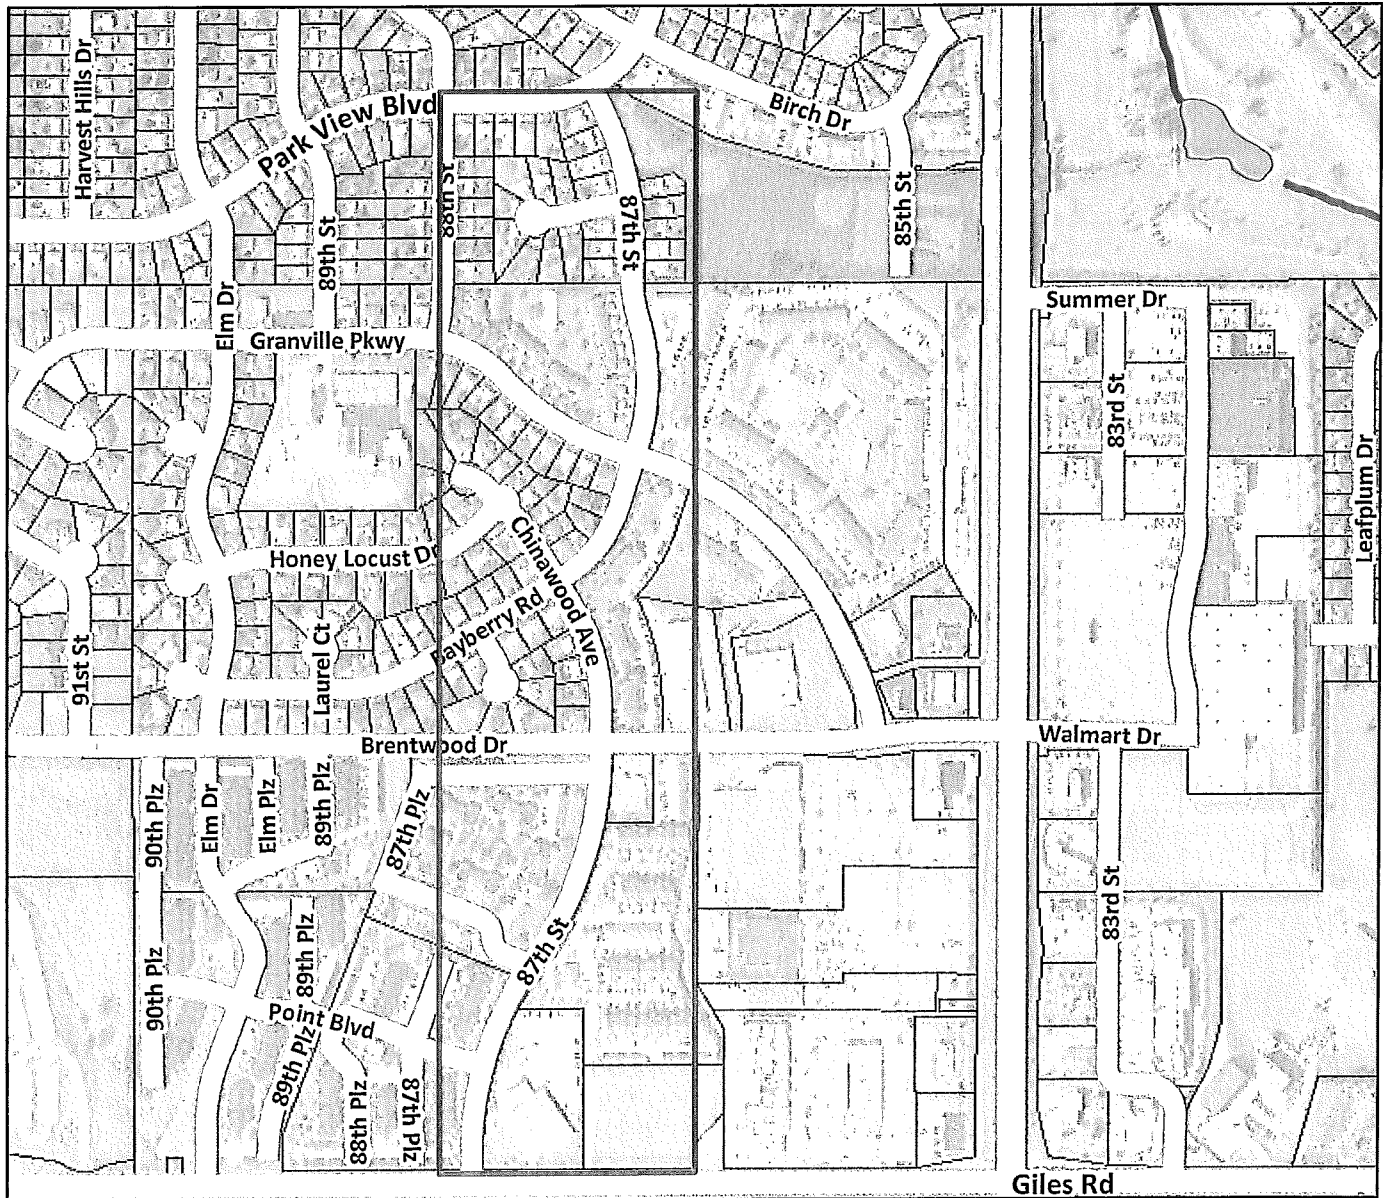 Harvest Hills Dr
Park View Blvd
Birch Dr
88th St
87th St
89th St
85th St
Elm Dr
Summer Dr
Granville Pkwy
83rd St
Leafplum Dr
Chinawood Ave
Honey Locust Dr
Bayberry Rd
Laurel Ct
91st St
Brentwood Dr
Walmart Dr
90th Plz
Elm Dr
Elm Plz
89th Plz
87th Plz
83rd St
89th Plz
87th St
90th Plz
Point Blvd
89th Plz
88th Plz
87th Plz
Giles Rd